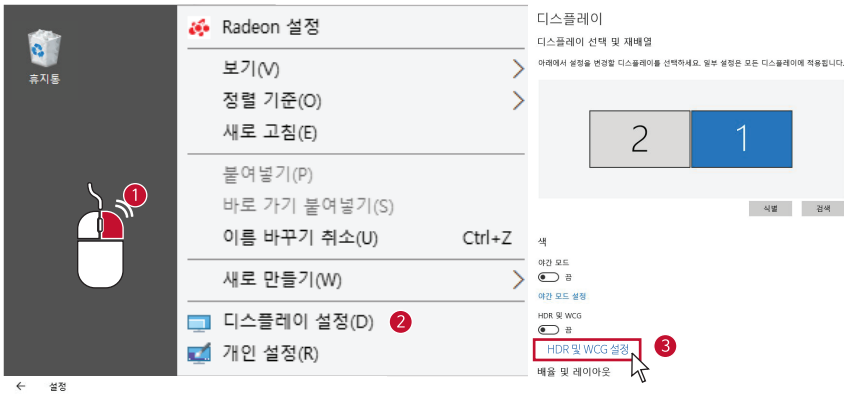 휴지통
1
Radeon 설정
보기(V)
정렬 기준(O)
새로 고침(E)
붙여넣기(P)
바로 가기 붙여넣기(S)
이름 바꾸기 취소(U) Ctrl+Z
새로 만들기(W)
디스플레이 설정(D) 2
개인 설정(R)
← 설정
디스플레이
디스플레이 선택 및 재배열
아래에서 설정을 변경할 디스플레이를 선택하세요. 일부 설정은 모든 디스플레이에 적용됩니다.
2 1
식별 검색
색
야간 모드
끔
야간 모드 설정
HDR 및 WCG
끔
HDR 및 WCG 설정 3
배율 및 레이아웃